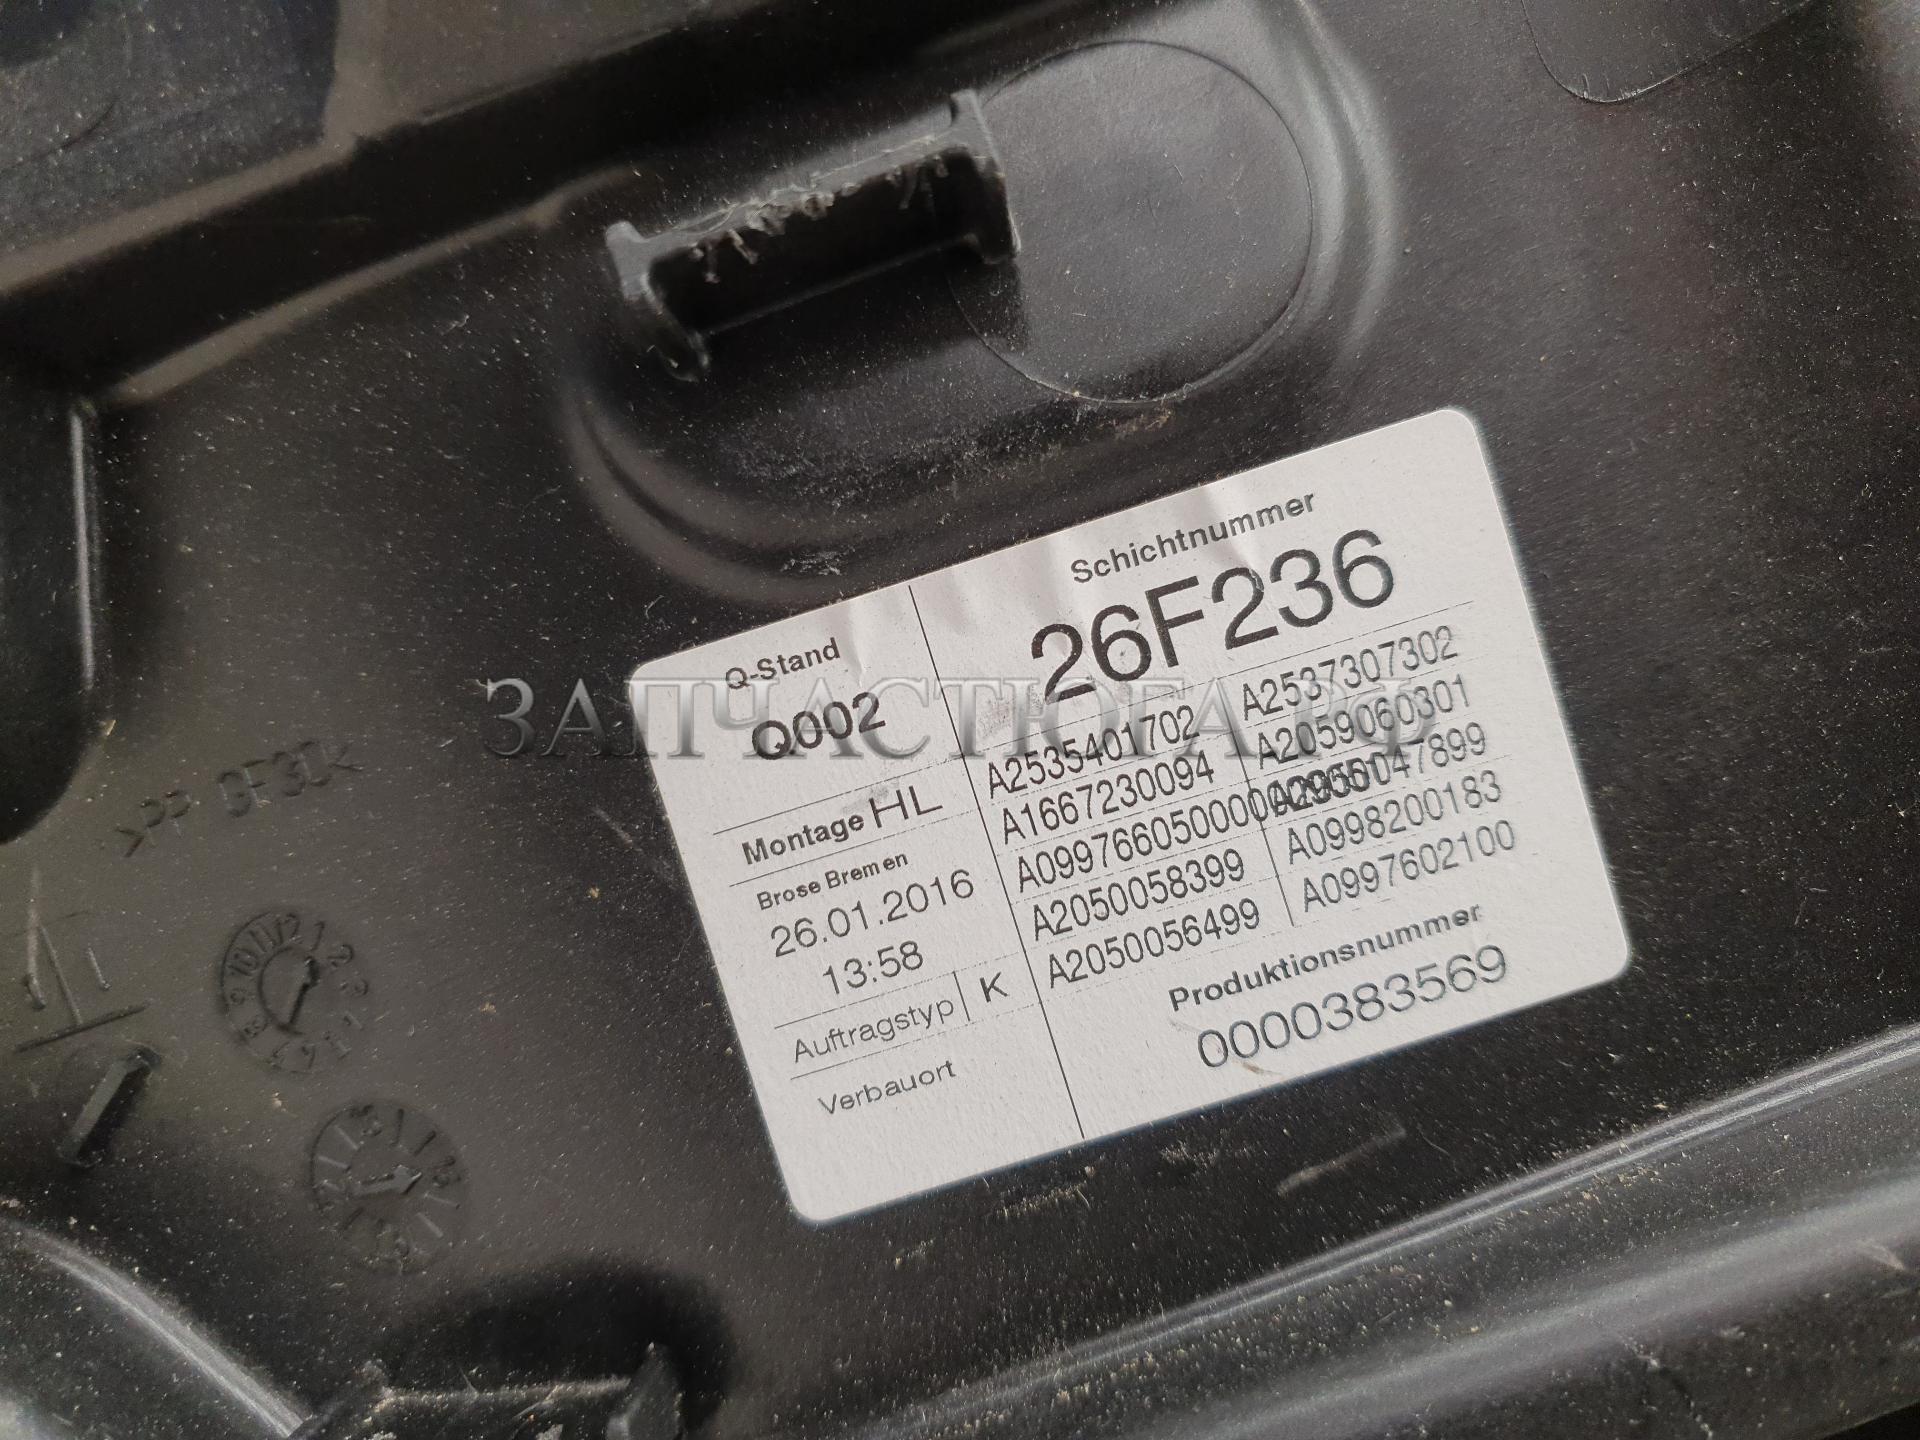 Schichtnummer
26F236
Q-Stand
Q002
A2535401702 A2537307302
A1667230094 A2059060301
A0997660500000
A2050058399 A0998200183
A2050056499 A0997602100
Montage HL
Brose Bremen
26.01.2016
13:58
Auftragstyp K
Verbauort
Produktionsnummer
0000383569
ЗАПЧАСТЮГА.РФ